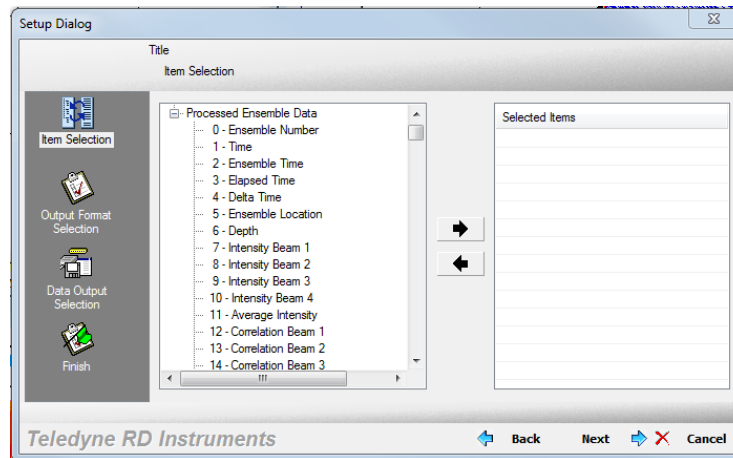 Setup Dialog
Title
Item Selection
Item Selection
Output Format
Selection
Data Output
Selection
Finish
Processed Ensemble Data
0 - Ensemble Number
1 - Time
2 - Ensemble Time
3 - Elapsed Time
4 - Delta Time
5 - Ensemble Location
6 - Depth
7 - Intensity Beam 1
8 - Intensity Beam 2
9 - Intensity Beam 3
10 - Intensity Beam 4
11 - Average Intensity
12 - Correlation Beam 1
13 - Correlation Beam 2
14 - Correlation Beam 3
Selected Items
Teledyne RD Instruments
Back Next Cancel